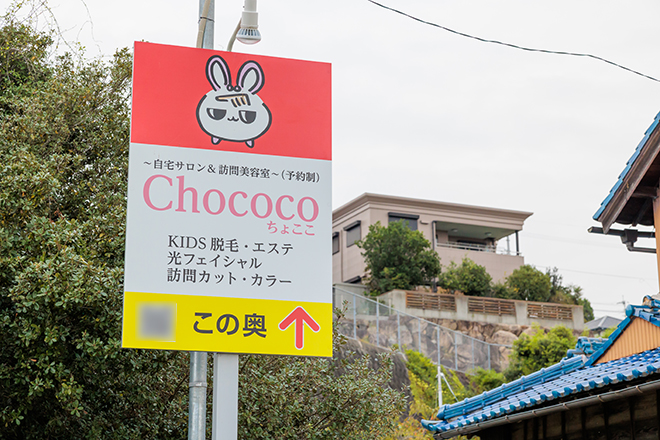 ～自宅サロン＆訪問美容室～（予約制）
Chococo
ちょここ
KIDS 脱毛・エステ
光フェイシャル
訪問カット・カラー
この奥